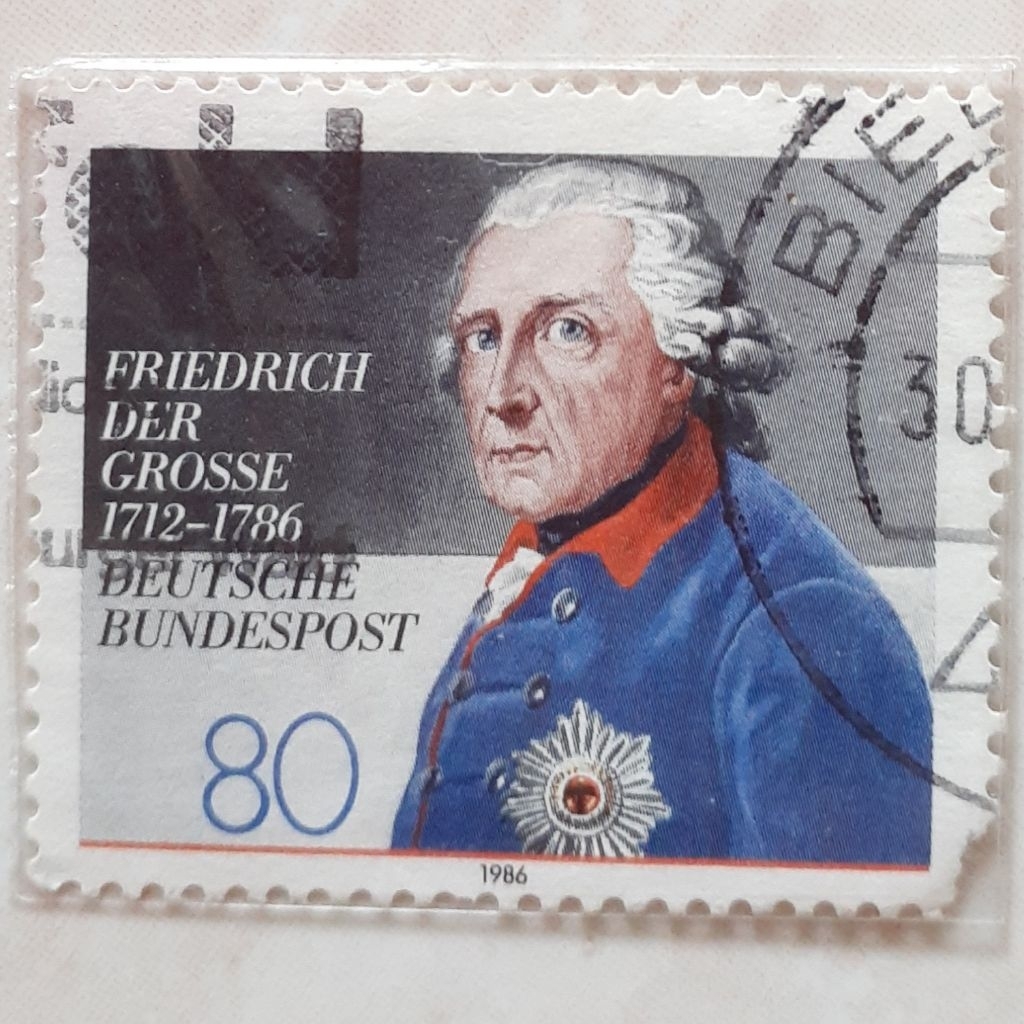 FRIEDRICH
DER
GROSSE
1712–1786
DEUTSCHE
BUNDESPOST
80
1986
BIE
30